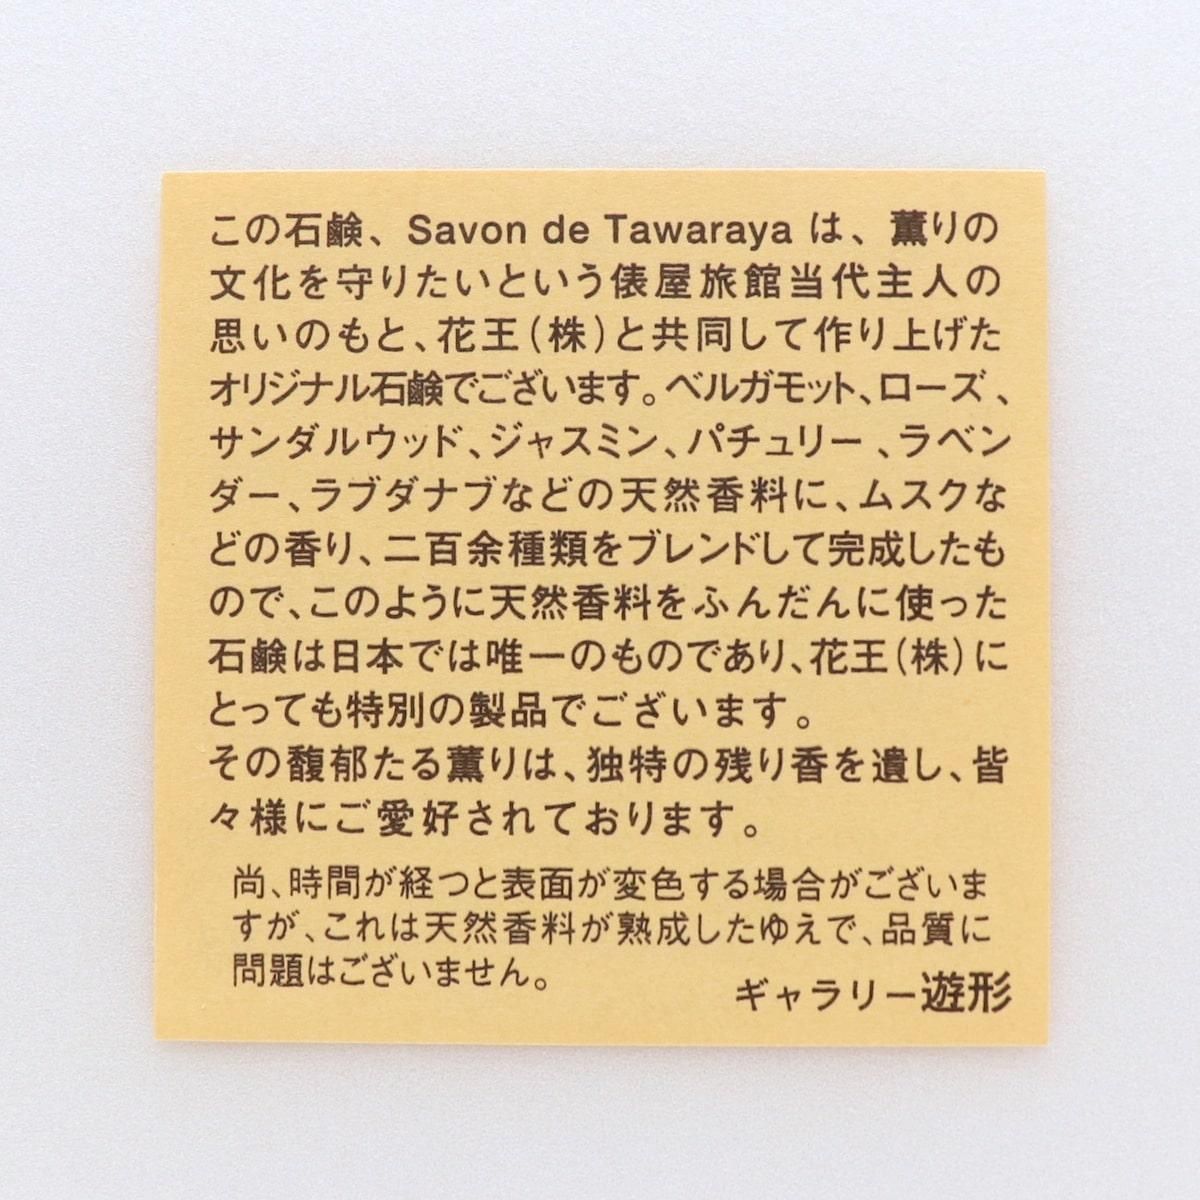 この石鹸、Savon de Tawaraya は、薫りの
文化を守りたいという俵屋旅館当代主人の
思いのもと、花王(株)と共同して作り上げた
オリジナル石鹸でございます。ベルガモット、ローズ、
サンダルウッド、ジャスミン、パチュリー、ラベン
ダー、ラブダナブなどの天然香料に、ムスクな
どの香り、二百余種類をブレンドして完成したも
ので、このように天然香料をふんだんに使った
石鹸は日本では唯一のものであり、花王(株)に
とっても特別の製品でございます。
その馥郁たる薫りは、独特の残り香を遺し、皆
々様にご愛好されております。
尚、時間が経つと表面が変色する場合がございま
すが、これは天然香料が熟成したゆえで、品質に
問題はございません。
ギャラリー遊形